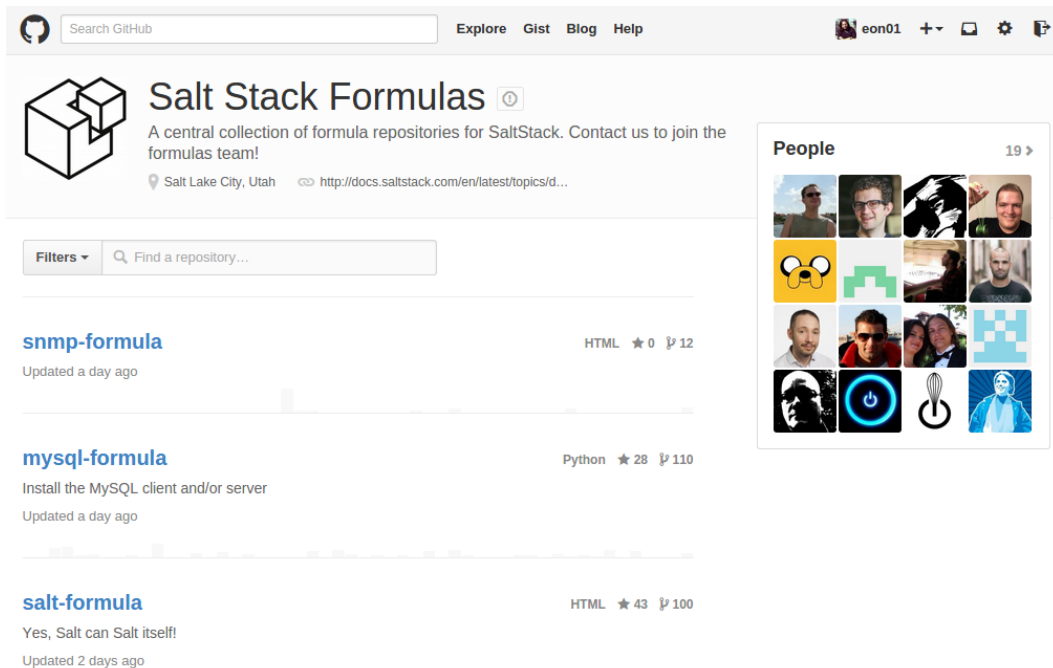 Search GitHub
Explore Gist Blog Help
eon01
Salt Stack Formulas
A central collection of formula repositories for SaltStack. Contact us to join the
formulas team!
Salt Lake City, Utah http://docs.saltstack.com/en/latest/topics/d…
People 19
Filters Find a repository…
snmp-formula HTML 0 12
Updated a day ago
mysql-formula Python 28 110
Install the MySQL client and/or server
Updated a day ago
salt-formula HTML 43 100
Yes, Salt can Salt itself!
Updated 2 days ago